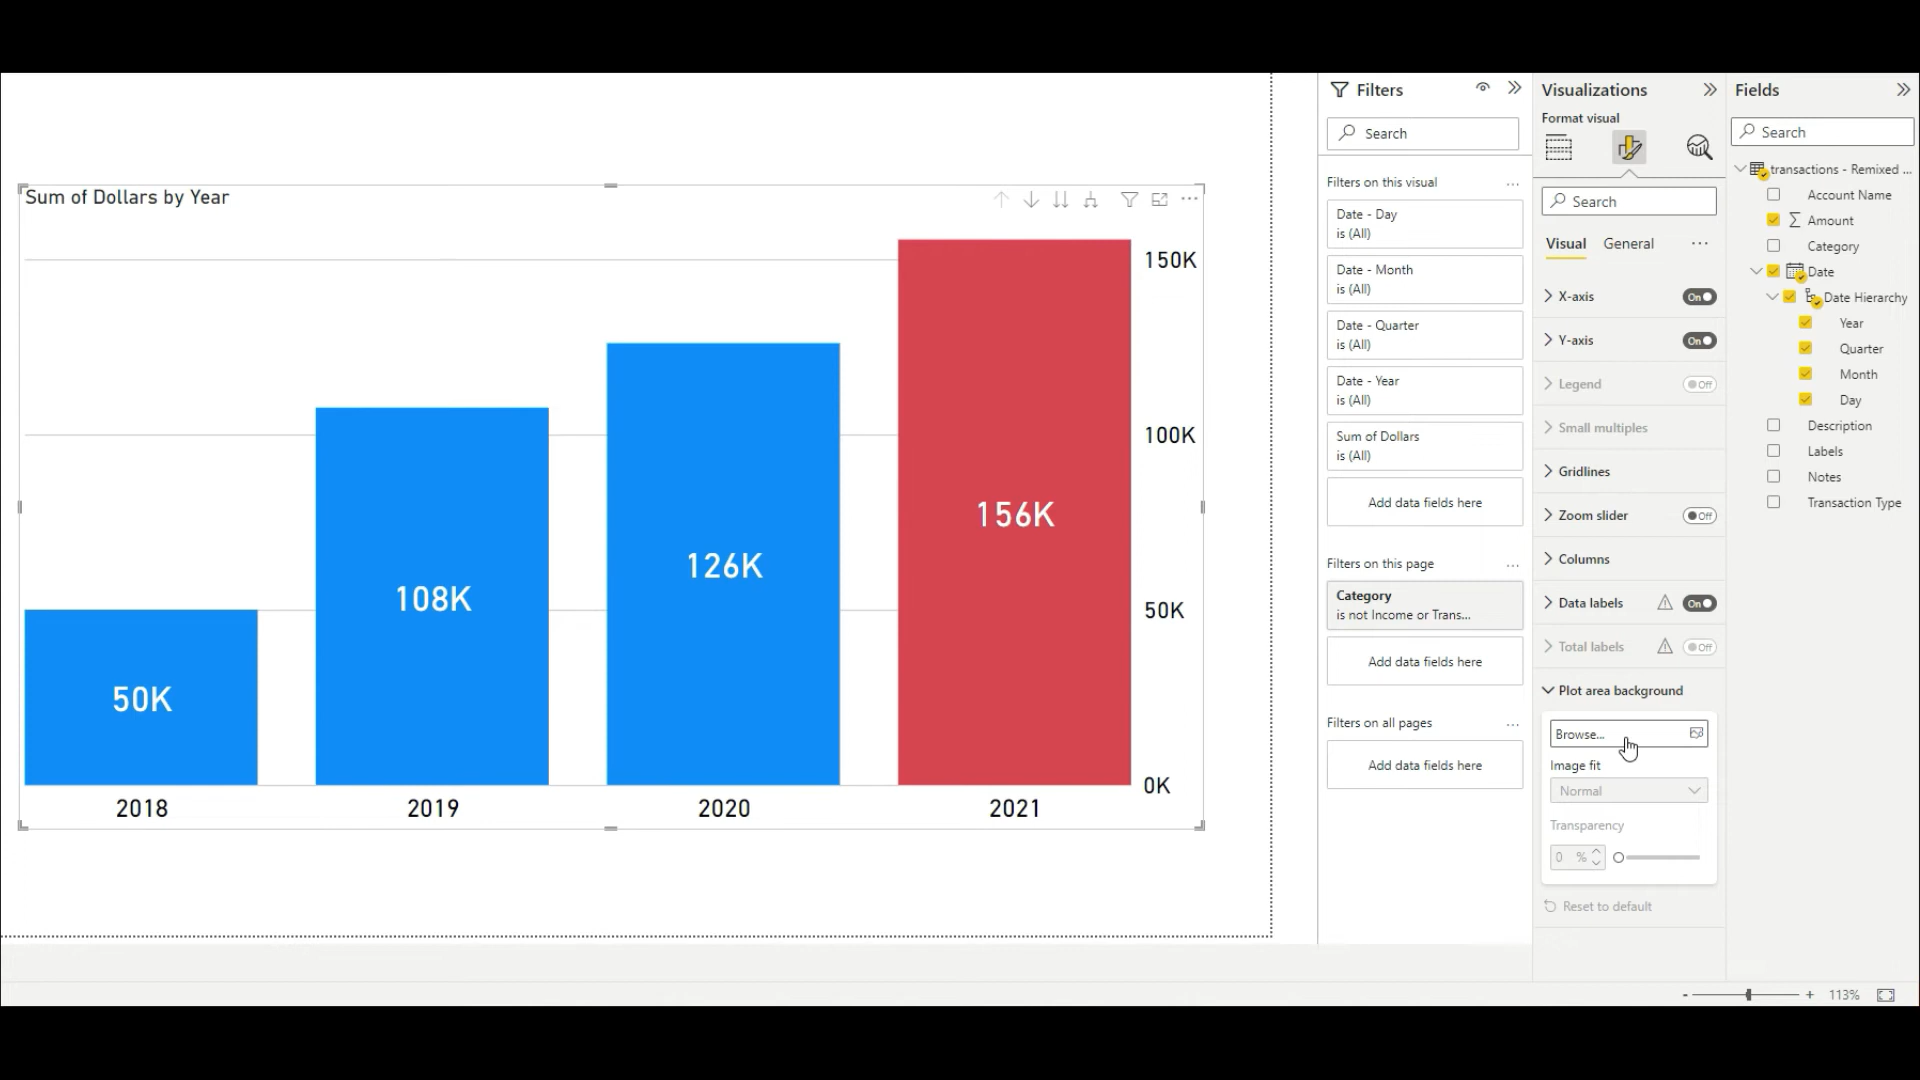 Sum of Dollars by Year
150K
100K
50K
0K
50K
108K
126K
156K
2018
2019
2020
2021
Filters
Search
Filters on this visual
Date - Day
is (All)
Date - Month
is (All)
Date - Quarter
is (All)
Date - Year
is (All)
Sum of Dollars
is (All)
Add data fields here
Filters on this page
Category
is not Income or Trans...
Add data fields here
Filters on all pages
Add data fields here
Visualizations
Format visual
Search
Visual General
X-axis On
Y-axis On
Legend Off
Small multiples
Gridlines
Zoom slider Off
Columns
Data labels On
Total labels Off
Plot area background
Browse...
Image fit
Normal
Transparency
0 %
Reset to default
Fields
Search
transactions - Remixed ...
Account Name
Amount
Category
Date
Date Hierarchy
Year
Quarter
Month
Day
Description
Labels
Notes
Transaction Type
- + 113%